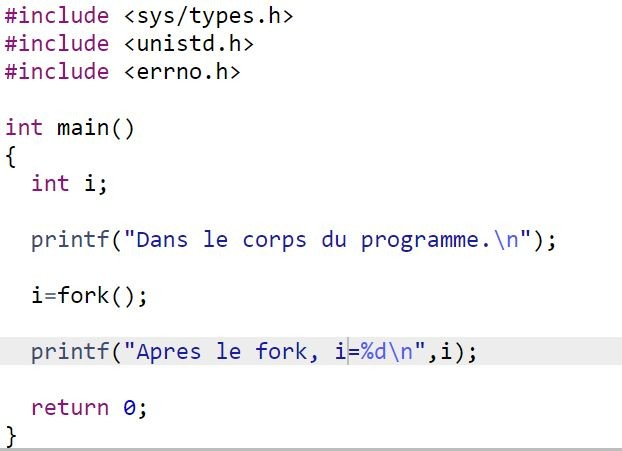 #include <sys/types.h>
#include <unistd.h>
#include <errno.h>
int main()
{
int i;
printf("Dans le corps du programme.\n");
i=fork();
printf("Apres le fork, i=%d\n",i);
return 0;
}